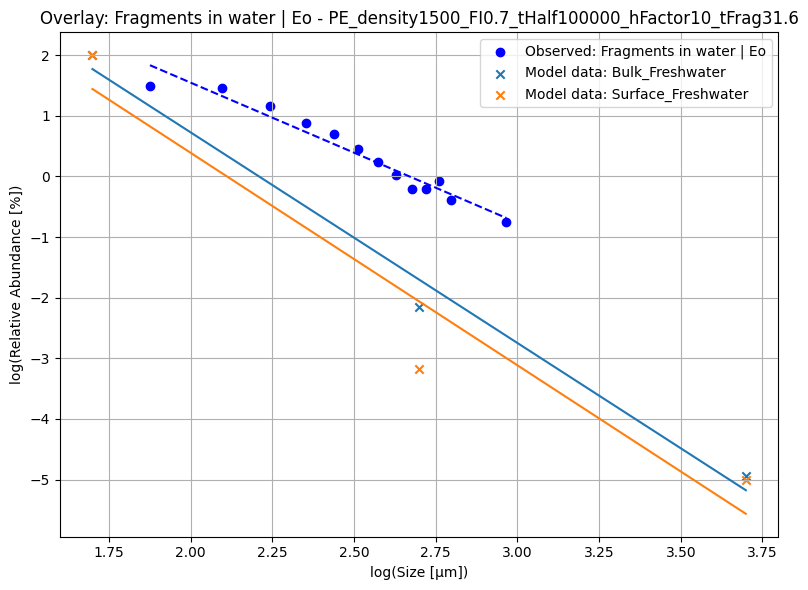 Overlay: Fragments in water | Eo - PE_density1500_FI0.7_tHalf100000_hFactor10_tFrag31.6
Observed: Fragments in water | Eo
Model data: Bulk_Freshwater
Model data: Surface_Freshwater
log(Relative Abundance [%])
2
1
0
−1
−2
−3
−4
−5
1.75 2.00 2.25 2.50 2.75 3.00 3.25 3.50 3.75
log(Size [µm])